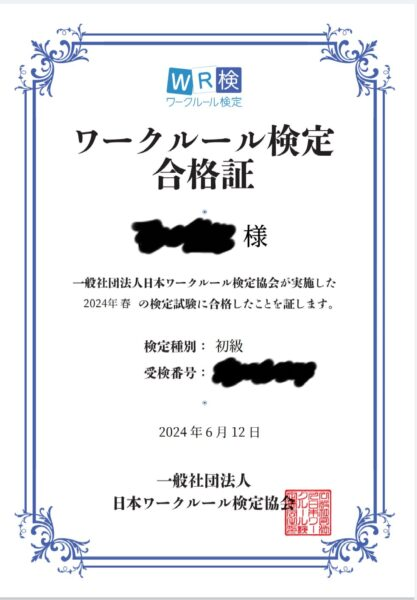 WR検
ワークルール検定
ワークルール検定
合格証
様
一般社団法人日本ワークルール検定協会が実施した
2024年 春 の検定試験に合格したことを証します。
検定種別： 初級
受検番号：
2024 年 6 月 12 日
一般社団法人
日本ワークルール検定協会